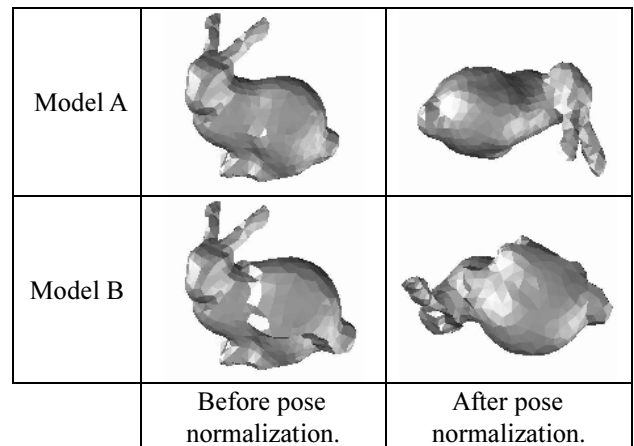 Model A
Model B
Before pose
normalization.
After pose
normalization.